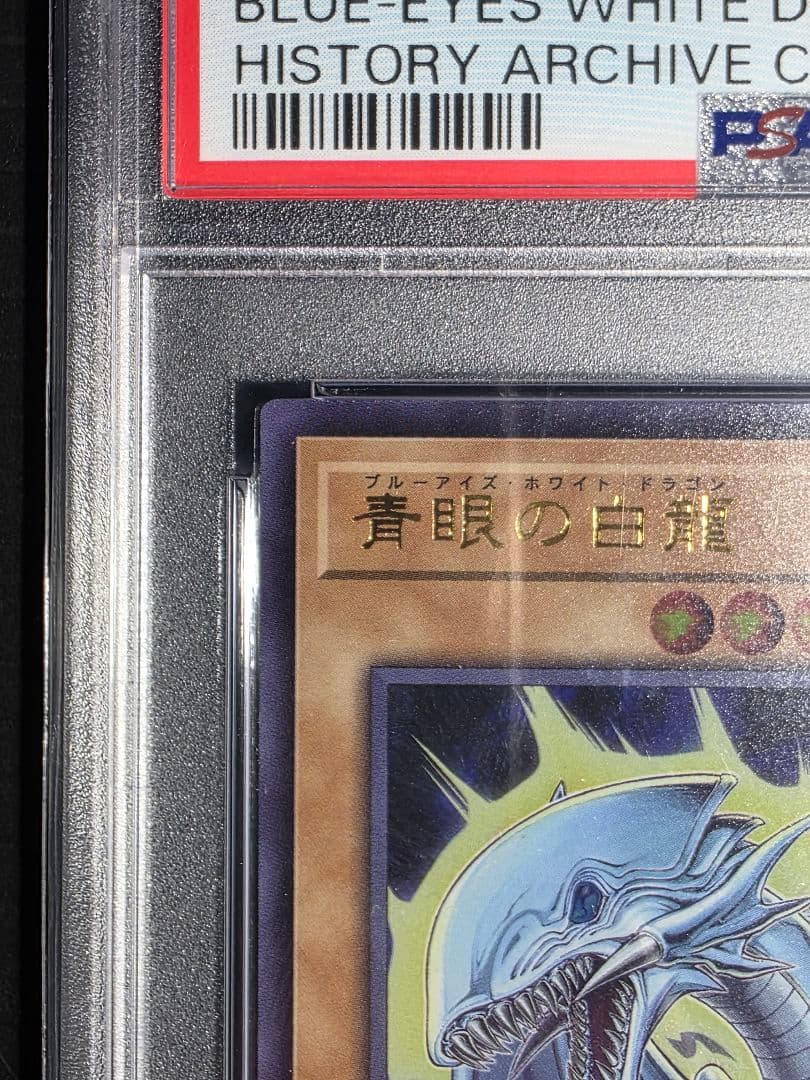 BLUE-EYES WHITE D
HISTORY ARCHIVE C
PSA
ブルーアイズ・ホワイト・ドラゴン
青眼の白龍